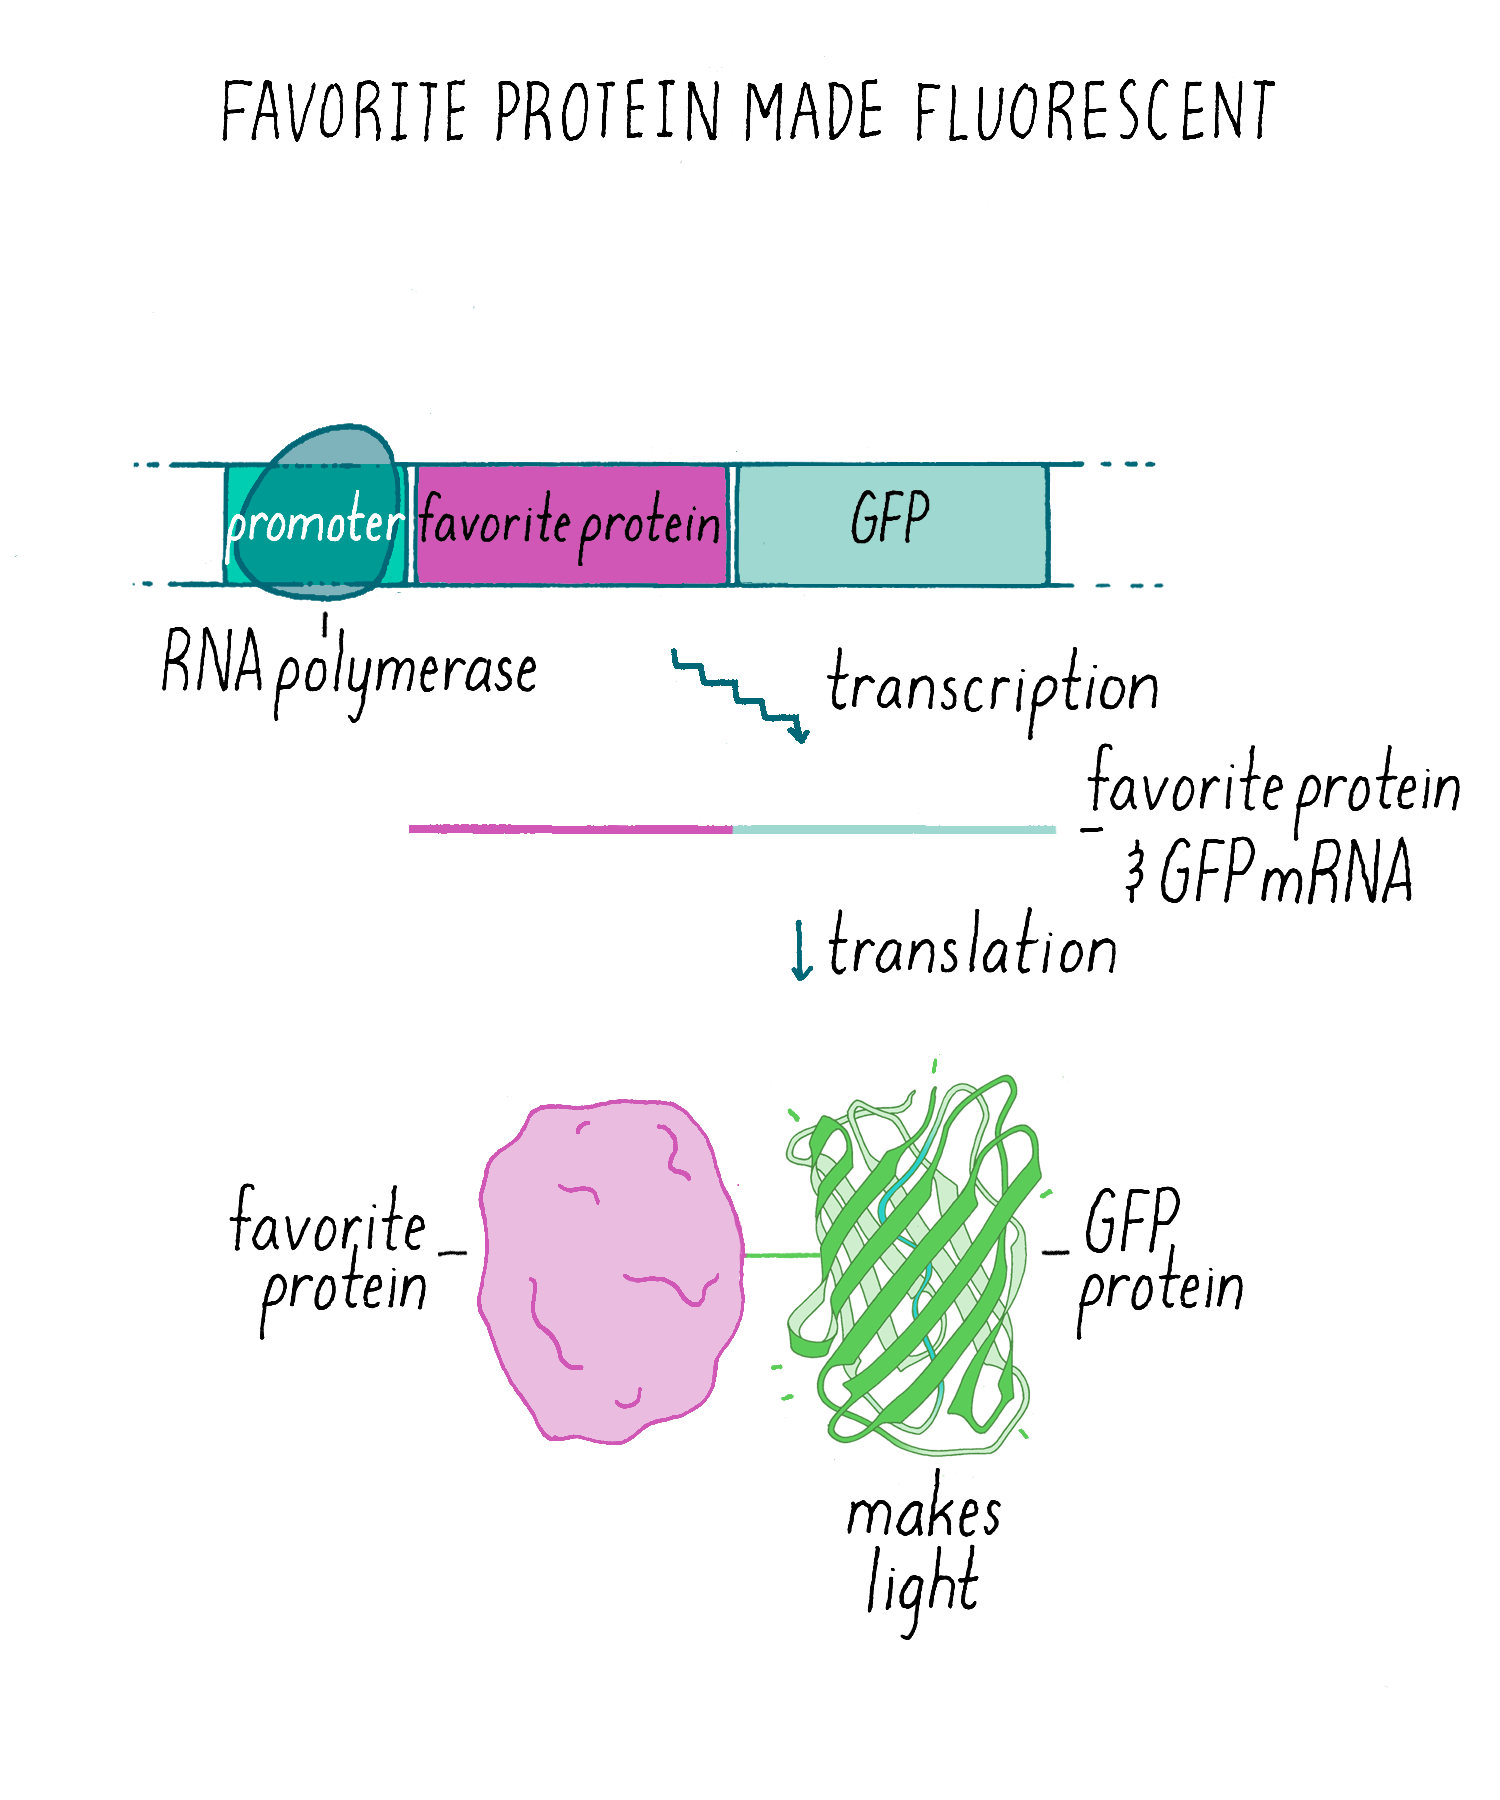 FAVORITE PROTEIN MADE FLUORESCENT
promoter
favorite protein
GFP
RNA polymerase
transcription
favorite protein
& GFP mRNA
translation
favorite
protein
GFP
protein
makes
light